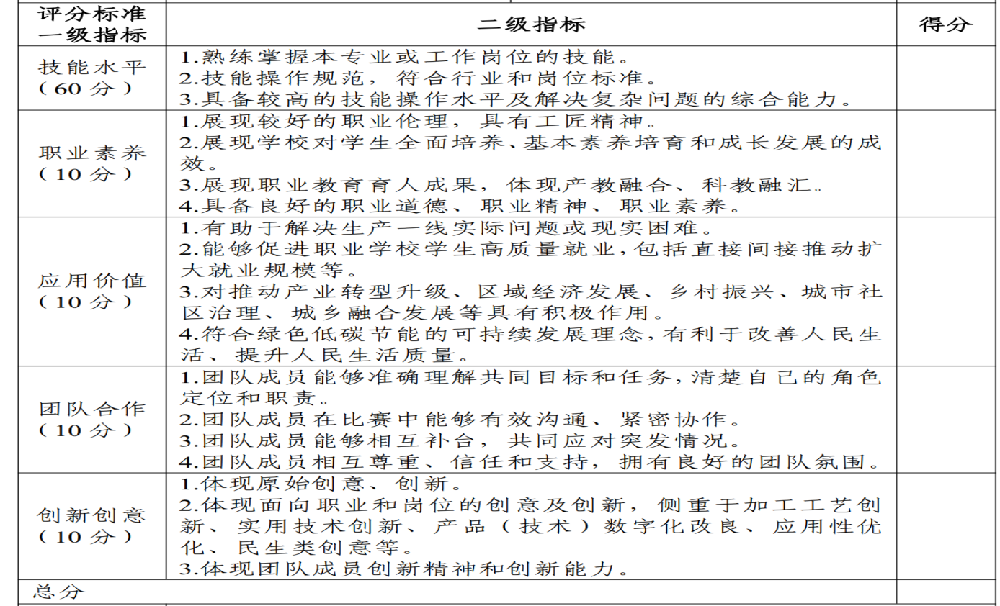 评分标准
一级指标
二级指标
得分
技能水平
（60 分）
1.熟练掌握本专业或工作岗位的技能。
2.技能操作规范，符合行业和岗位标准。
3.具备较高的技能操作水平及解决复杂问题的综合能力。
职业素养
（10 分）
1.展现较好的职业伦理，具有工匠精神。
2.展现学校对学生全面培养、基本素养培育和成长发展的成
效。
3.展现职业教育育人成果，体现产教融合、科教融汇。
4.具备良好的职业道德、职业精神、职业素养。
应用价值
（10 分）
1.有助于解决生产一线实际问题或现实困难。
2.能够促进职业学校学生高质量就业，包括直接间接推动扩
大就业规模等。
3.对推动产业转型升级、区域经济发展、乡村振兴、城市社
区治理、城乡融合发展等具有积极作用。
4.符合绿色低碳节能的可持续发展理念，有利于改善人民生
活、提升人民生活质量。
团队合作
（10 分）
1.团队成员能够准确理解共同目标和任务，清楚自己的角色
定位和职责。
2.团队成员在比赛中能够有效沟通、紧密协作。
3.团队成员能够相互补台，共同应对突发情况。
4.团队成员相互尊重、信任和支持，拥有良好的团队氛围。
创新创意
（10 分）
1.体现原始创意、创新。
2.体现面向职业和岗位的创意及创新，侧重于加工工艺创
新、实用技术创新、产品（技术）数字化改良、应用性优
化、民生类创意等。
3.体现团队成员创新精神和创新能力。
总分